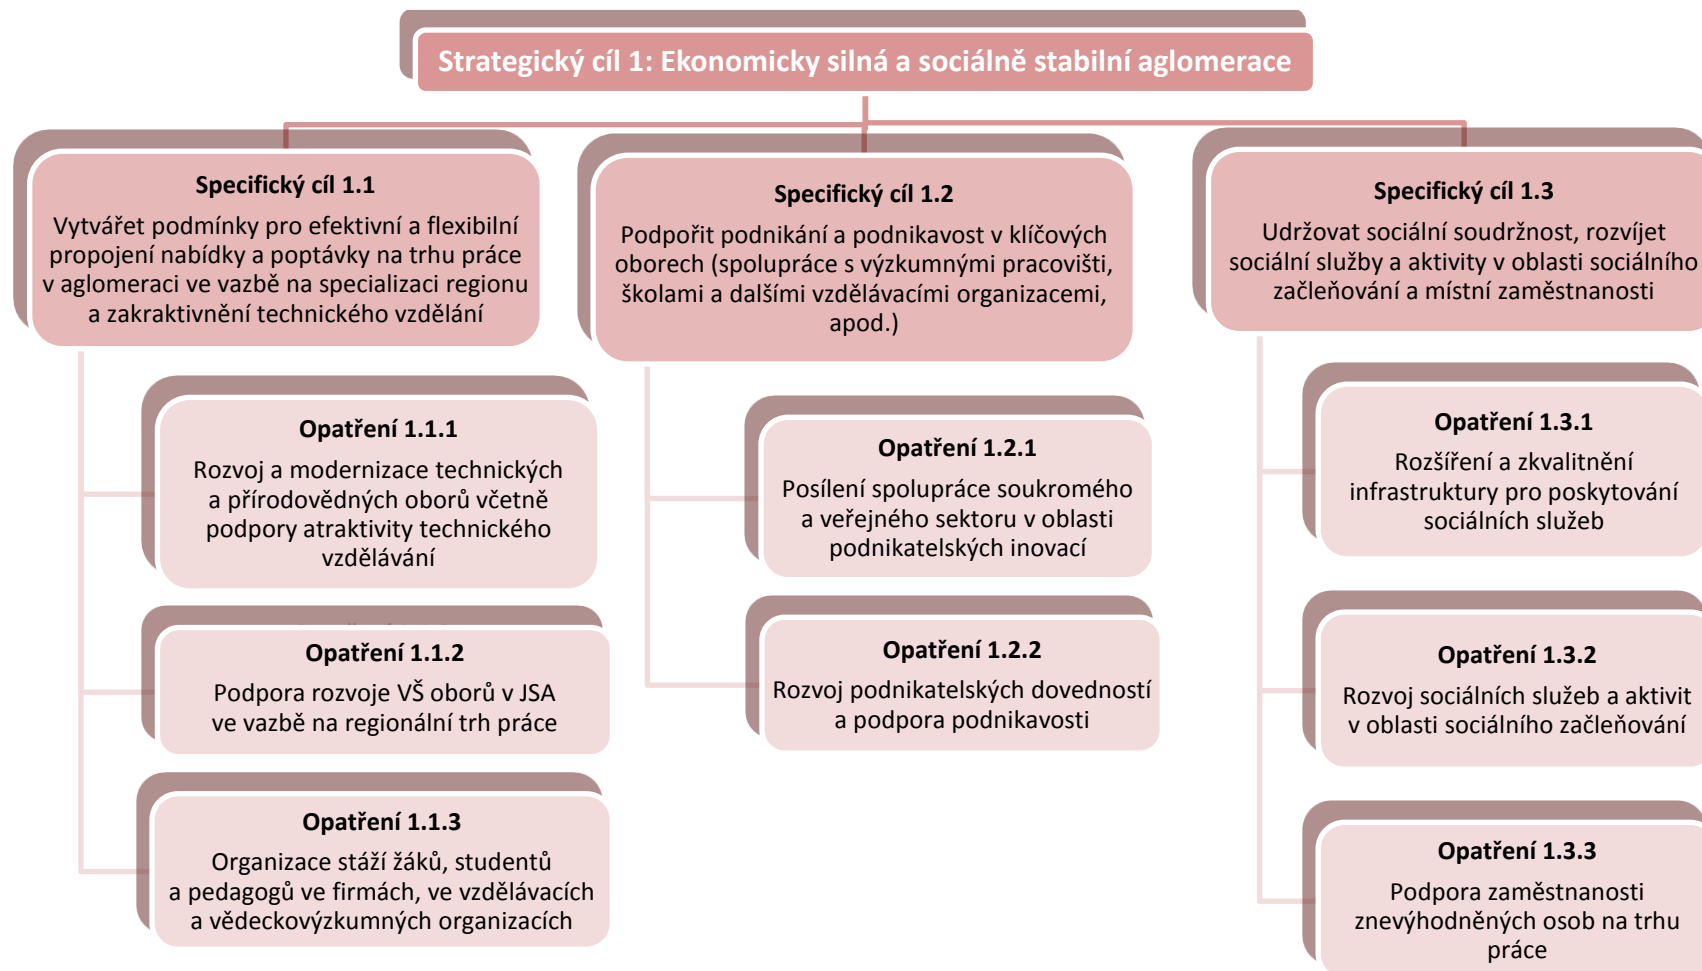 Strategický cíl 1: Ekonomicky silná a sociálně stabilní aglomerace
Specifický cíl 1.1
Vytvářet podmínky pro efektivní a flexibilní
propojení nabídky a poptávky na trhu práce
v aglomeraci ve vazbě na specializaci regionu
a zakraktivnění technického vzdělání
Opatření 1.1.1
Rozvoj a modernizace technických
a přírodovědných oborů včetně
podpory atraktivity technického
vzdělávání
Opatření 1.1.2
Podpora rozvoje VŠ oborů v JSA
ve vazbě na regionální trh práce
Opatření 1.1.3
Organizace stáží žáků, studentů
a pedagogů ve firmách, ve vzdělávacích
a vědeckovýzkumných organizacích
Specifický cíl 1.2
Podpořit podnikání a podnikavost v klíčových
oborech (spolupráce s výzkumnými pracovišti,
školami a dalšími vzdělávacími organizacemi,
apod.)
Opatření 1.2.1
Posílení spolupráce soukromého
a veřejného sektoru v oblasti
podnikatelských inovací
Opatření 1.2.2
Rozvoj podnikatelských dovedností
a podpora podnikavosti
Specifický cíl 1.3
Udržovat sociální soudržnost, rozvíjet
sociální služby a aktivity v oblasti sociálního
začleňování a místní zaměstnanosti
Opatření 1.3.1
Rozšíření a zkvalitnění
infrastruktury pro poskytování
sociálních služeb
Opatření 1.3.2
Rozvoj sociálních služeb a aktivit
v oblasti sociálního začleňování
Opatření 1.3.3
Podpora zaměstnanosti
znevýhodněných osob na trhu
práce